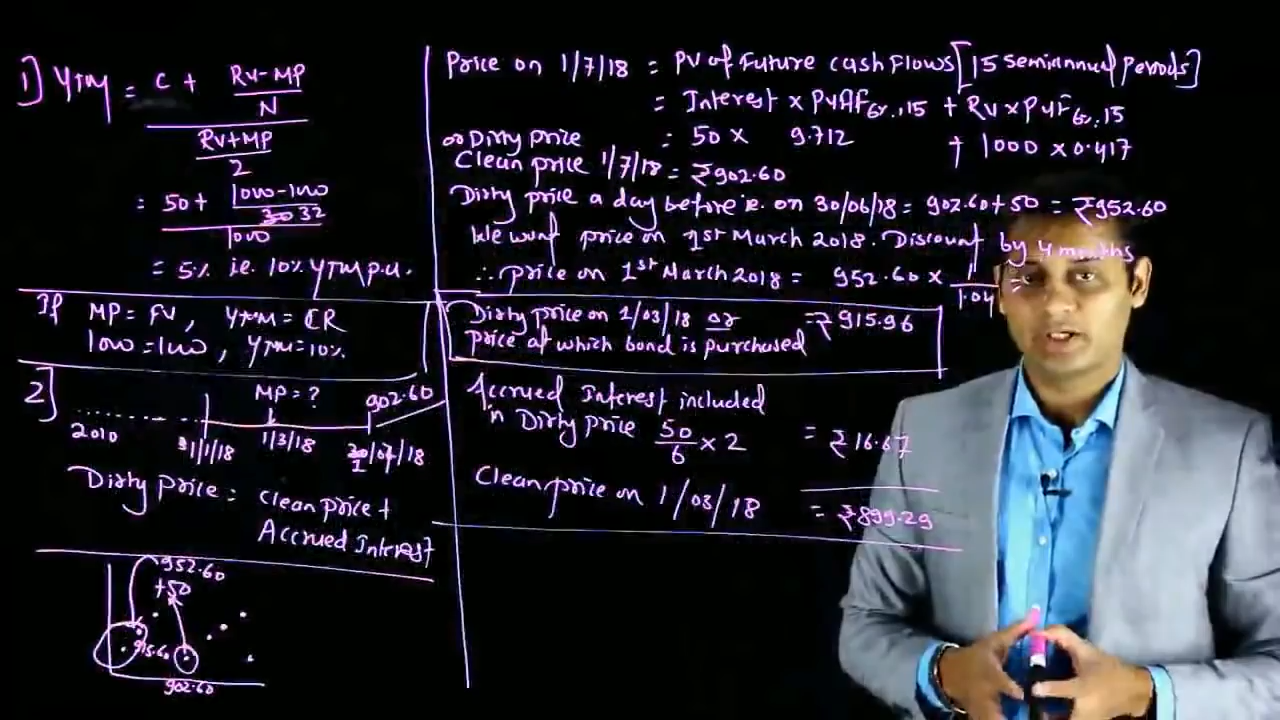 1] YTM = C + RV-MP
N
RV+MP
2
= 50 + 1000-1000
30 32
1000
= 5% i.e. 10% YTM p.a.
If MP = FV, YTM = CR
1000 = 1000, YTM = 10%
2] MP = ? 902.60
2010 31/1/18 1/3/18 /07/18
Dirty price = Clean price +
Accrued Interest
952.60
+50
915.60
902.60
Price on 1/7/18 = PV of Future cash Flows [15 Semiannual Periods]
= Interest x PVAF6%,15 + RV x PVF6%,15
or Dirty price = 50 x 9.712 + 1000 x 0.417
Clean price 1/7/18 = ₹902.60
Dirty price a day before i.e. on 30/06/18 = 902.60 + 50 = ₹952.60
We want price on 1st March 2018. Discount by 4 months
∴ price on 1st March 2018 = 952.60 x 1
1.04
Dirty price on 1/03/18 or = ₹915.96
price at which bond is purchased
Accrued Interest included
in Dirty price 50/6 x 2 = ₹16.67
Clean price on 1/03/18 = ₹899.29